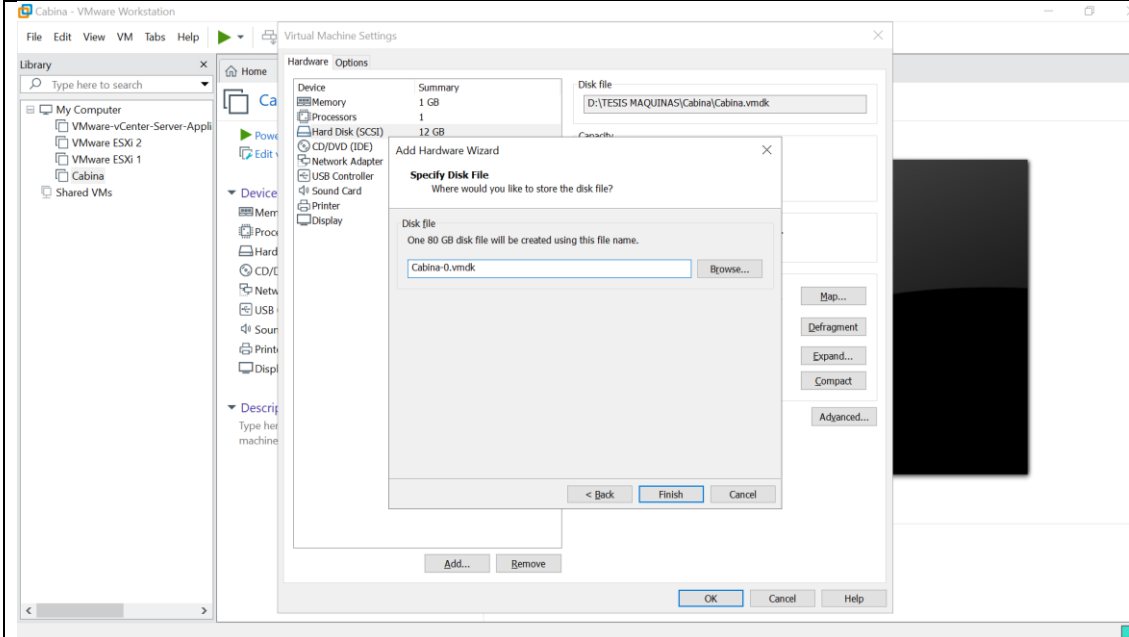 Cabina - VMware Workstation
File Edit View VM Tabs Help
Library
Type here to search
My Computer
VMware-vCenter-Server-Appli
VMware ESXi 2
VMware ESXi 1
Cabina
Shared VMs
Home
Ca
Powe
Edit v
Device
Mem
Proce
Hard
CD/D
Netw
USB
Soun
Print
Displ
Descrip
Type her
machine
Virtual Machine Settings
Hardware Options
Device Summary
Memory 1 GB
Processors 1
Hard Disk (SCSI) 12 GB
CD/DVD (IDE)
Network Adapter
USB Controller
Sound Card
Printer
Display
Add... Remove
Disk file
D:\TESIS MAQUINAS\Cabina\Cabina.vmdk
Capacity
Map...
Defragment
Expand...
Compact
Advanced...
OK Cancel Help
Add Hardware Wizard
Specify Disk File
Where would you like to store the disk file?
Disk file
One 80 GB disk file will be created using this file name.
Cabina-0.vmdk
Browse...
< Back Finish Cancel